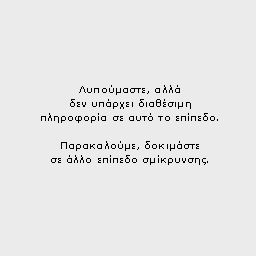 Λυπούμαστε, αλλά
δεν υπάρχει διαθέσιμη
πληροφορία σε αυτό το επίπεδο.
Παρακαλούμε, δοκιμάστε
σε άλλο επίπεδο σμίκρυνσης.